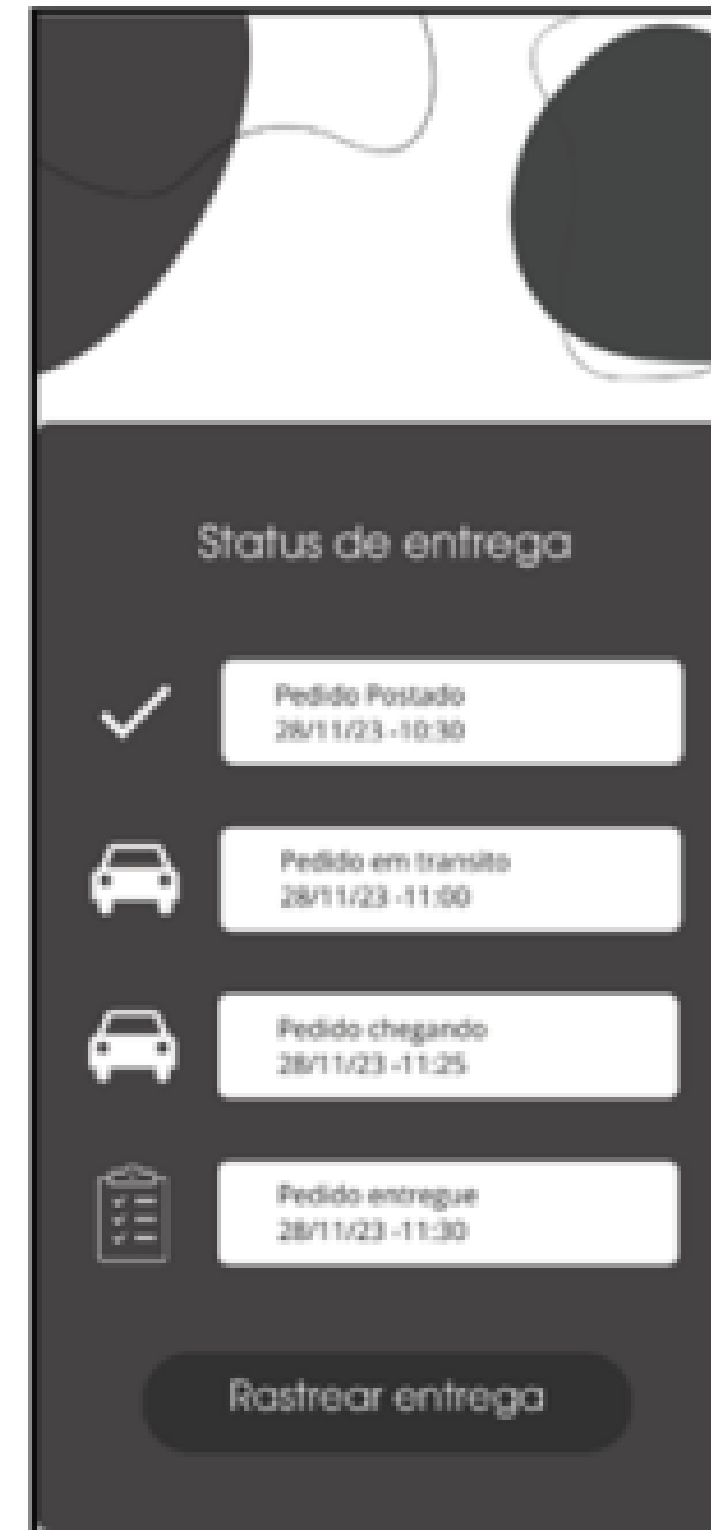 Status de entrega
Pedido Postado
28/11/23 -10:30
Pedido em transito
28/11/23 -11:00
Pedido chegando
28/11/23 -11:25
Pedido entregue
28/11/23 -11:30
Rastrear entrega